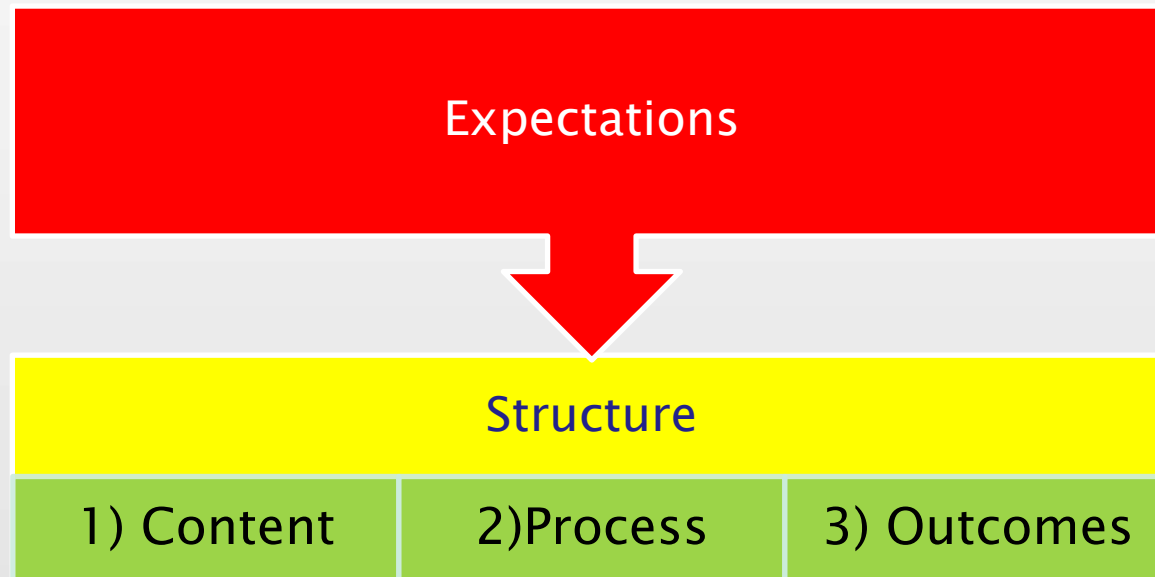 Expectations
Structure
1) Content
2)Process
3) Outcomes